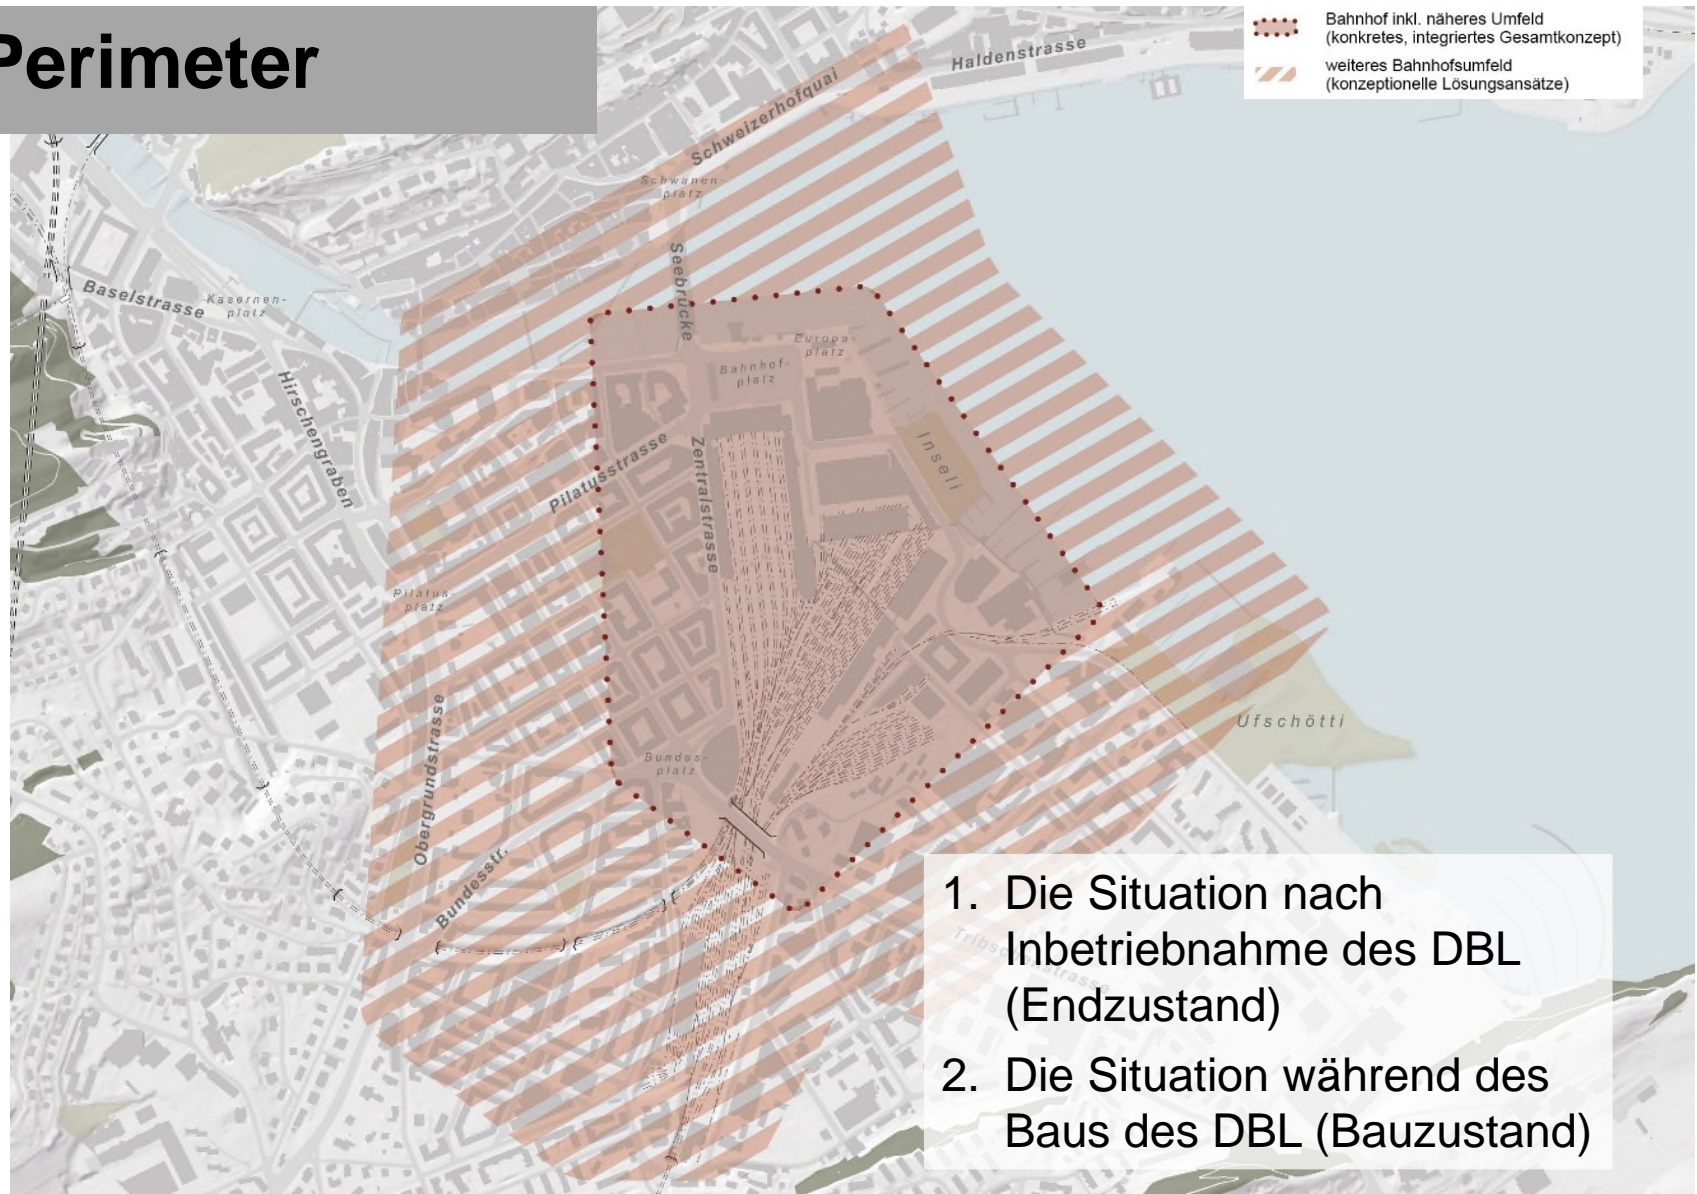 Perimeter
Bahnhof inkl. näheres Umfeld
(konkretes, integriertes Gesamtkonzept)
weiteres Bahnhofsumfeld
(konzeptionelle Lösungsansätze)
Haldenstrasse
Schweizerhofquai
Schwanen-
platz
Seebrücke
Baselstrasse
Kasernen-
platz
Europa-
platz
Bahnhof-
platz
Hirschengraben
Pilatusstrasse
Zentralstrasse
Inseli
Pilatus
platz
Ufschötti
Obergrundstrasse
Bundes-
platz
Bundesstr.
Tribschenstrasse
1. Die Situation nach
Inbetriebnahme des DBL
(Endzustand)
2. Die Situation während des
Baus des DBL (Bauzustand)